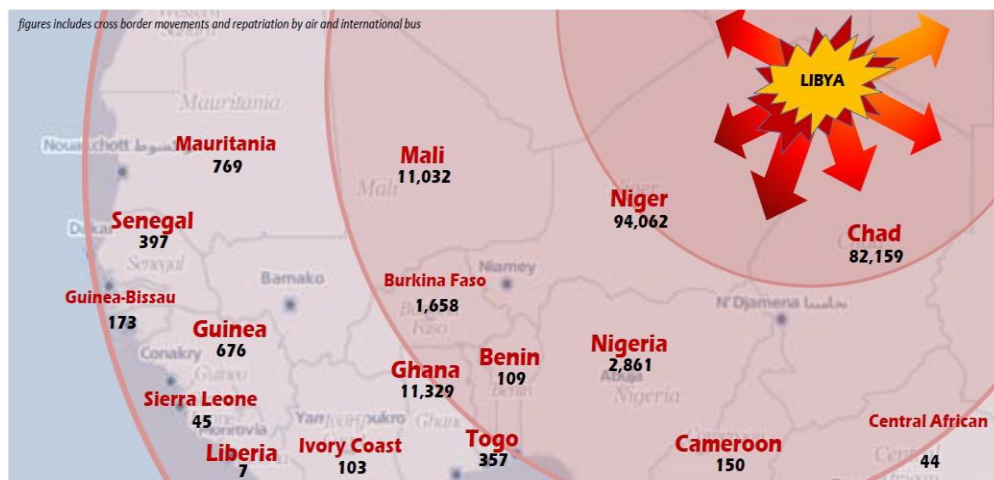 figures includes cross border movements and repatriation by air and international bus
LIBYA
Mauritania
Mauritania
769
Mali
11,032
Mali
Niger
94,062
Senegal
397
Senegal
Chad
82,159
Bamako
Niamey
Burkina Faso
1,658
Faso
Guinea-Bissau
173
N'Djamena
Guinea
676
Guinea
Conakry
Nigeria
2,861
Abuja
Nigeria
Benin
109
Benin
Ghana
11,329
Sierra Leone
45
Central African
44
Ivory Coast
103
Togo
357
Cameroon
150
Liberia
7